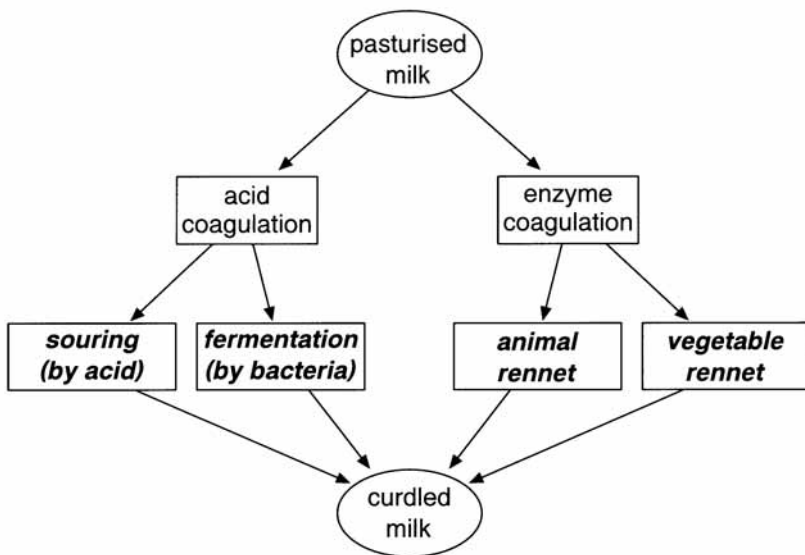 pasturised
milk
acid
coagulation
enzyme
coagulation
souring
(by acid)
fermentation
(by bacteria)
animal
rennet
vegetable
rennet
curdled
milk